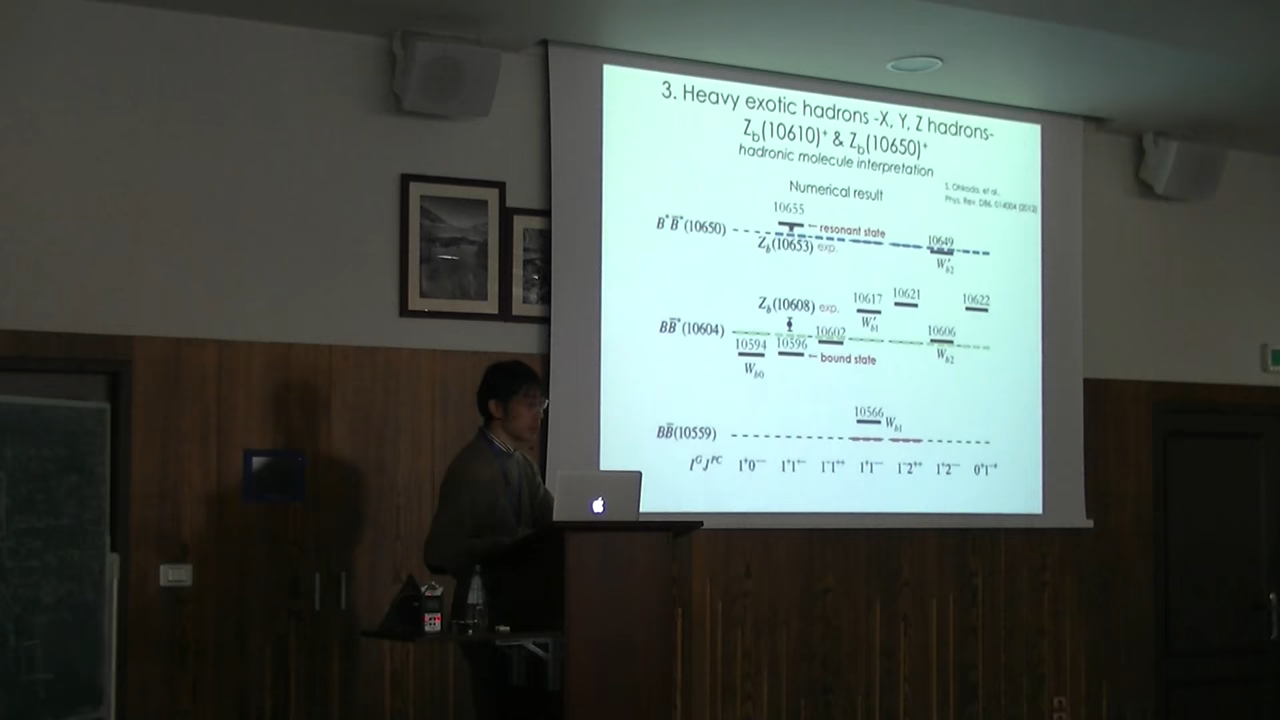 3. Heavy exotic hadrons -X, Y, Z hadrons-
Z_b(10610)⁺ & Z_b(10650)⁺
hadronic molecule interpretation
S. Ohkoda, et al.,
Phys. Rev. D86, 014004 (2012)
Numerical result
10655
B*B̄*(10650)
← resonant state
Z_b(10653) exp.
10649
W'_b2
Z_b(10608) exp.
10617
W'_b1
10621
10622
BB̄*(10604)
10594
W_b0
10596
← bound state
10602
10606
W_b2
10566
W_b1
BB̄(10559)
I^G J^PC 1⁺0⁻⁻ 1⁺1⁺⁻ 1⁻1⁺⁺ 1⁺1⁻⁻ 1⁻2⁺⁺ 1⁺2⁻⁻ 0⁺1⁻⁺